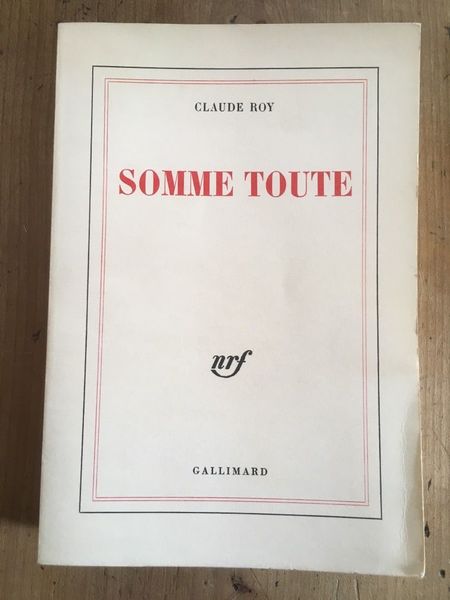 CLAUDE ROY
SOMME TOUTE
nrf
GALLIMARD